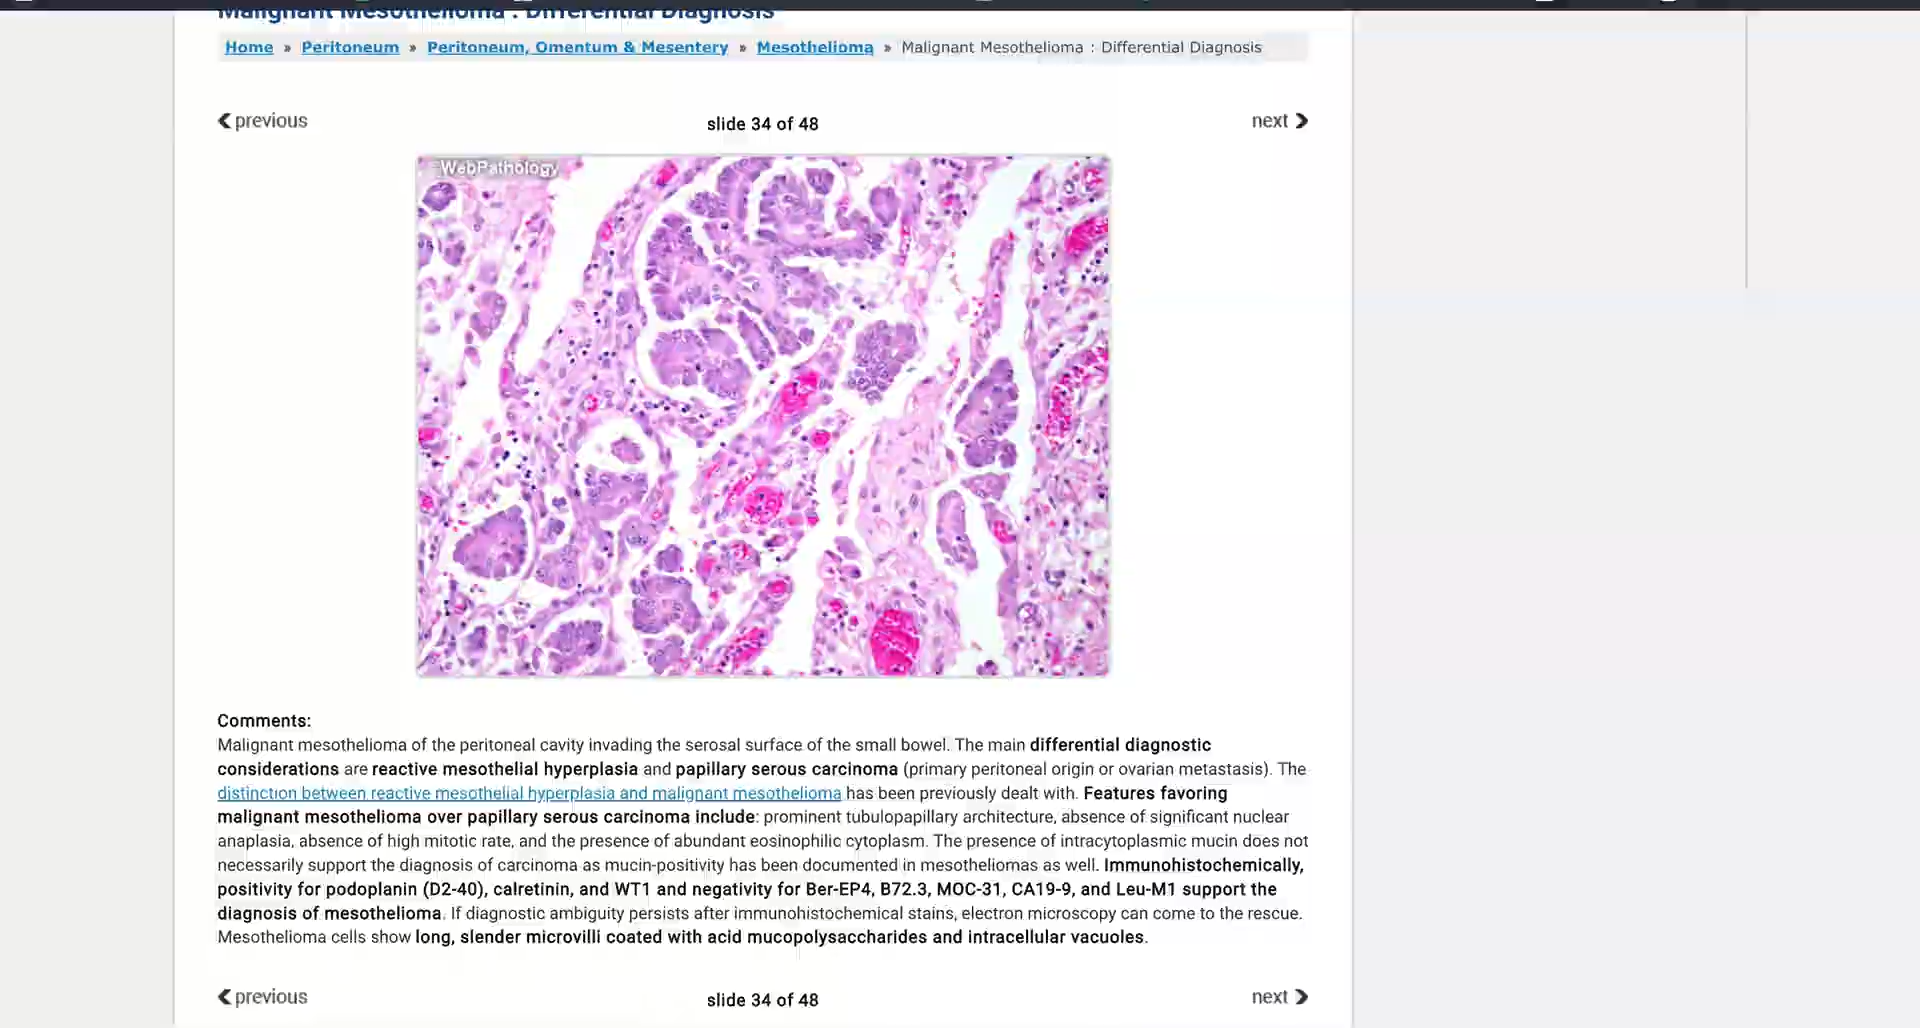 Malignant Mesothelioma : Differential Diagnosis
Home » Peritoneum » Peritoneum, Omentum & Mesentery » Mesothelioma » Malignant Mesothelioma : Differential Diagnosis
❮ previous slide 34 of 48 next ❯
WebPathology
Comments:
Malignant mesothelioma of the peritoneal cavity invading the serosal surface of the small bowel. The main differential diagnostic
considerations are reactive mesothelial hyperplasia and papillary serous carcinoma (primary peritoneal origin or ovarian metastasis). The
distinction between reactive mesothelial hyperplasia and malignant mesothelioma has been previously dealt with. Features favoring
malignant mesothelioma over papillary serous carcinoma include: prominent tubulopapillary architecture, absence of significant nuclear
anaplasia, absence of high mitotic rate, and the presence of abundant eosinophilic cytoplasm. The presence of intracytoplasmic mucin does not
necessarily support the diagnosis of carcinoma as mucin-positivity has been documented in mesotheliomas as well. Immunohistochemically,
positivity for podoplanin (D2-40), calretinin, and WT1 and negativity for Ber-EP4, B72.3, MOC-31, CA19-9, and Leu-M1 support the
diagnosis of mesothelioma. If diagnostic ambiguity persists after immunohistochemical stains, electron microscopy can come to the rescue.
Mesothelioma cells show long, slender microvilli coated with acid mucopolysaccharides and intracellular vacuoles.
❮ previous slide 34 of 48 next ❯